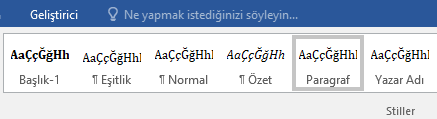 Geliştirici Ne yapmak istediğinizi söyleyin...
AaÇçĞğHh AaÇçĞğHh AaÇçĞğHhI AaÇçĞğHh AaÇçĞğHhI AaÇçĞğHhI
Başlık-1 ¶ Eşitlik ¶ Normal ¶ Özet Paragraf Yazar Adı
Stiller